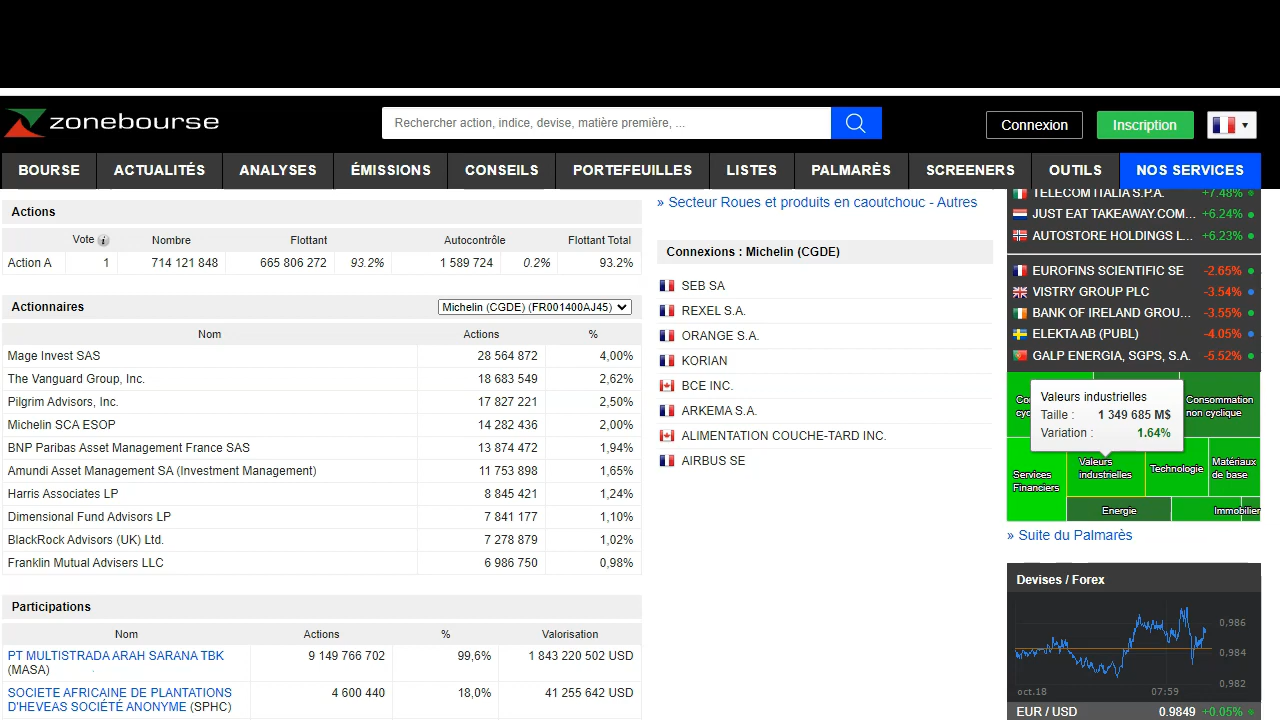 zonebourse
Rechercher action, indice, devise, matière première, ...
Connexion
Inscription
BOURSE
ACTUALITÉS
ANALYSES
ÉMISSIONS
CONSEILS
PORTEFEUILLES
LISTES
PALMARÈS
SCREENERS
OUTILS
NOS SERVICES
Actions
Vote i Nombre Flottant Autocontrôle Flottant Total
Action A 1 714 121 848 665 806 272 93.2% 1 589 724 0.2% 93.2%
Actionnaires Michelin (CGDE) (FR001400AJ45)
Nom Actions %
Mage Invest SAS 28 564 872 4,00%
The Vanguard Group, Inc. 18 683 549 2,62%
Pilgrim Advisors, Inc. 17 827 221 2,50%
Michelin SCA ESOP 14 282 436 2,00%
BNP Paribas Asset Management France SAS 13 874 472 1,94%
Amundi Asset Management SA (Investment Management) 11 753 898 1,65%
Harris Associates LP 8 845 421 1,24%
Dimensional Fund Advisors LP 7 841 177 1,10%
BlackRock Advisors (UK) Ltd. 7 278 879 1,02%
Franklin Mutual Advisers LLC 6 986 750 0,98%
Participations
Nom Actions % Valorisation
PT MULTISTRADA ARAH SARANA TBK 9 149 767 702 99,6% 1 843 220 502 USD
(MASA)
SOCIETE AFRICAINE DE PLANTATIONS 4 600 440 18,0% 41 255 642 USD
D'HEVEAS SOCIÉTÉ ANONYME (SPHC)
» Secteur Roues et produits en caoutchouc - Autres
Connexions : Michelin (CGDE)
SEB SA
REXEL S.A.
ORANGE S.A.
KORIAN
BCE INC.
ARKEMA S.A.
ALIMENTATION COUCHE-TARD INC.
AIRBUS SE
TELECOM ITALIA S.P.A. +7.48%
JUST EAT TAKEAWAY.COM... +6.24%
AUTOSTORE HOLDINGS L... +6.23%
EUROFINS SCIENTIFIC SE -2.65%
VISTRY GROUP PLC -3.54%
BANK OF IRELAND GROU... -3.55%
ELEKTA AB (PUBL) -4.05%
GALP ENERGIA, SGPS, S.A. -5.52%
Valeurs industrielles
Taille : 1 349 685 M$
Variation : 1.64%
Consommation
non cyclique
Services
Financiers
Valeurs
industrielles
Technologie
Matériaux
de base
Energie
Immobilier
» Suite du Palmarès
Devises / Forex
0,986
0,984
0,982
oct.18 07:59
EUR / USD 0.9849 +0.05%